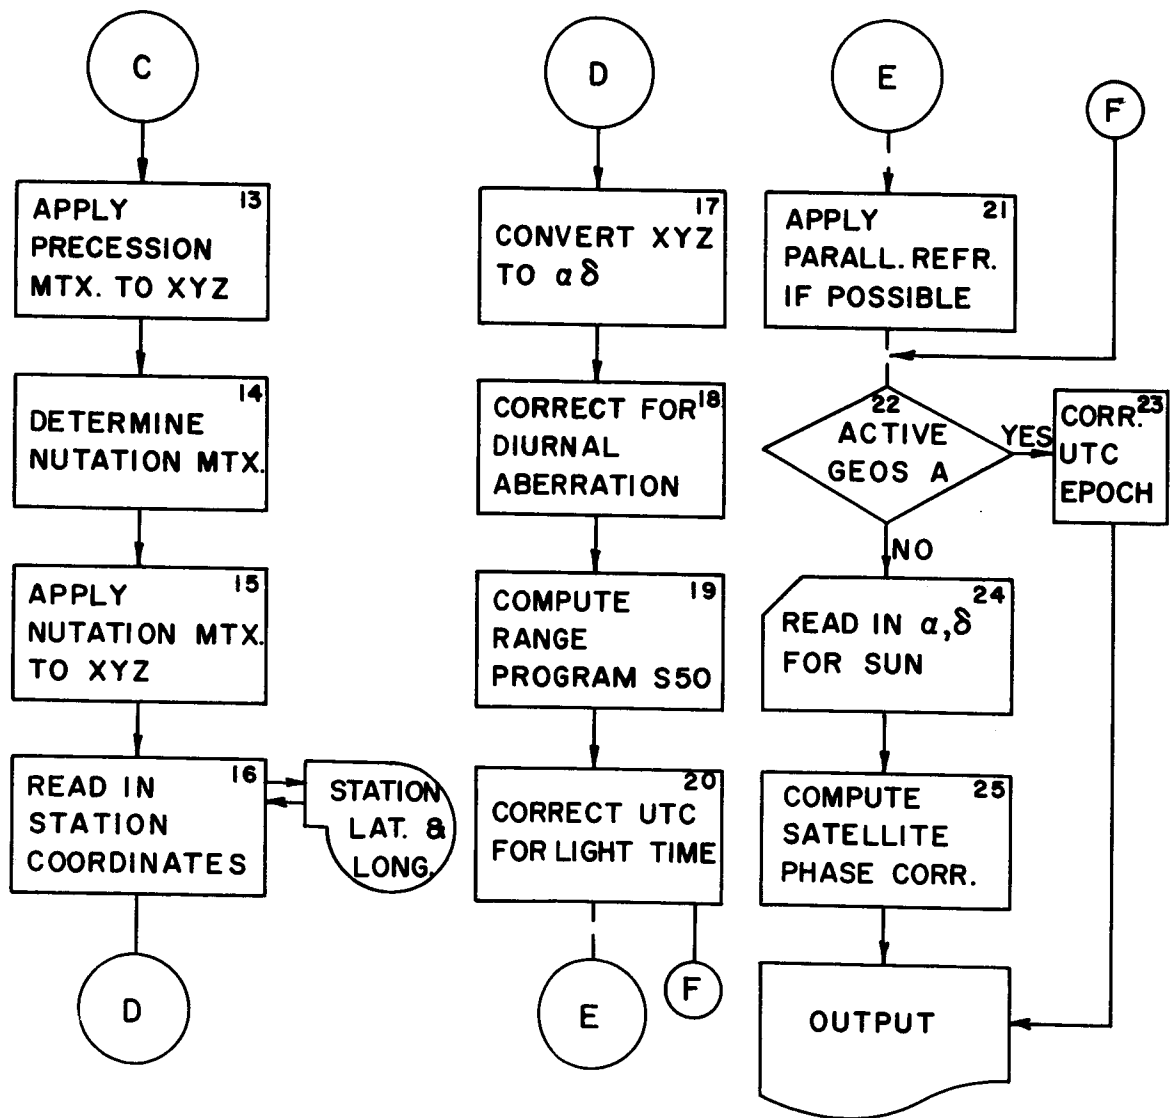 C
13
APPLY
PRECESSION
MTX. TO XYZ
14
DETERMINE
NUTATION MTX.
15
APPLY
NUTATION MTX.
TO XYZ
16
READ IN
STATION
COORDINATES
STATION
LAT. &
LONG.
D
D
17
CONVERT XYZ
TO αδ
CORRECT FOR 18
DIURNAL
ABERRATION
19
COMPUTE
RANGE
PROGRAM S50
20
CORRECT UTC
FOR LIGHT TIME
E
F
E
F
21
APPLY
PARALL. REFR.
IF POSSIBLE
22
ACTIVE
GEOS A
YES
23
CORR.
UTC
EPOCH
NO
24
READ IN α,δ
FOR SUN
25
COMPUTE
SATELLITE
PHASE CORR.
OUTPUT